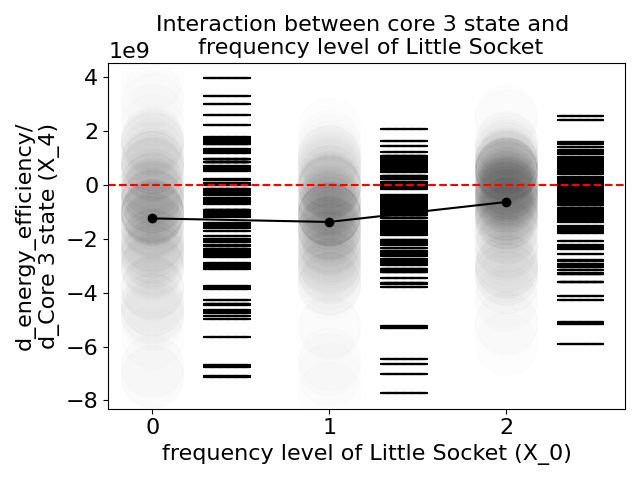 Interaction between core 3 state and
frequency level of Little Socket
1e9
4
2
0
−2
−4
−6
−8
d_energy_efficiency/
d_Core 3 state (X_4)
0
1
2
frequency level of Little Socket (X_0)